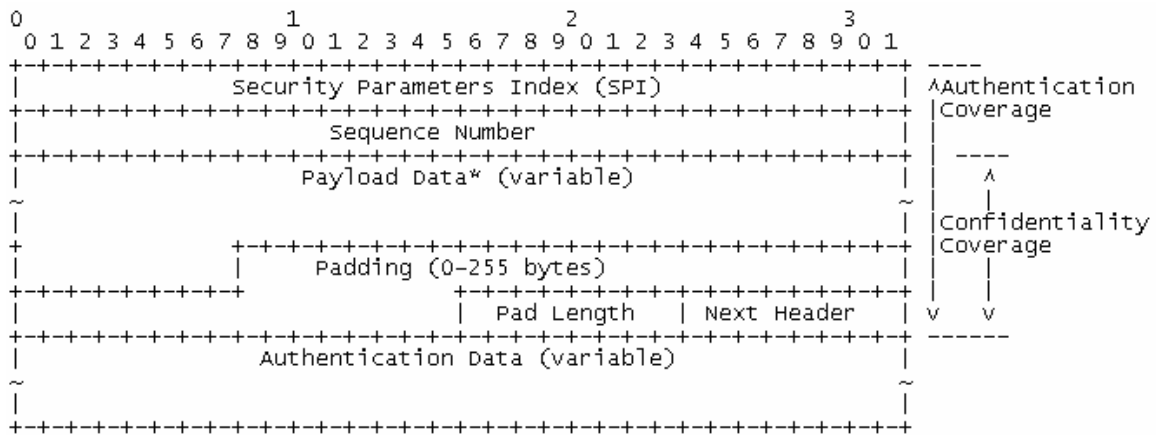 0                   1                   2                   3
 0 1 2 3 4 5 6 7 8 9 0 1 2 3 4 5 6 7 8 9 0 1 2 3 4 5 6 7 8 9 0 1
+-+-+-+-+-+-+-+-+-+-+-+-+-+-+-+-+-+-+-+-+-+-+-+-+-+-+-+-+-+-+-+-+ ----
|               Security Parameters Index (SPI)                 | ^Authentication
+-+-+-+-+-+-+-+-+-+-+-+-+-+-+-+-+-+-+-+-+-+-+-+-+-+-+-+-+-+-+-+-+ |Coverage
|                      Sequence Number                          | |
+-+-+-+-+-+-+-+-+-+-+-+-+-+-+-+-+-+-+-+-+-+-+-+-+-+-+-+-+-+-+-+-+ | ----
|                    Payload Data* (variable)                   | |   ^
~                                                               ~ |   |
|                                                               | |Confidentiality
+               +-+-+-+-+-+-+-+-+-+-+-+-+-+-+-+-+-+-+-+-+-+-+-+-+ |Coverage
|               |     Padding (0-255 bytes)                     | |   |
+-+-+-+-+-+-+-+-+               +-+-+-+-+-+-+-+-+-+-+-+-+-+-+-+-+ |   |
|                               |  Pad Length   | Next Header   | v   v
+-+-+-+-+-+-+-+-+-+-+-+-+-+-+-+-+-+-+-+-+-+-+-+-+-+-+-+-+-+-+-+-+ ------
|                 Authentication Data (variable)                |
~                                                               ~
|                                                               |
+-+-+-+-+-+-+-+-+-+-+-+-+-+-+-+-+-+-+-+-+-+-+-+-+-+-+-+-+-+-+-+-+